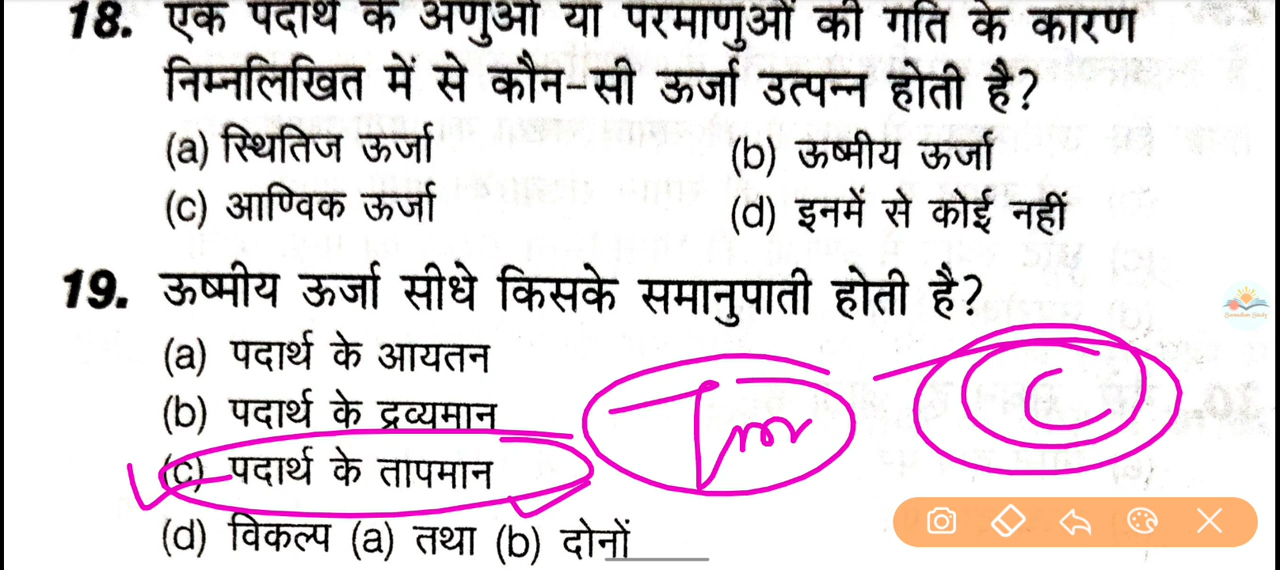 18. एक पदार्थ के अणुओं या परमाणुओं की गति के कारण
निम्नलिखित में से कौन-सी ऊर्जा उत्पन्न होती है?
(a) स्थितिज ऊर्जा (b) ऊष्मीय ऊर्जा
(c) आण्विक ऊर्जा (d) इनमें से कोई नहीं
19. ऊष्मीय ऊर्जा सीधे किसके समानुपाती होती है?
(a) पदार्थ के आयतन
(b) पदार्थ के द्रव्यमान
(c) पदार्थ के तापमान
(d) विकल्प (a) तथा (b) दोनों
C